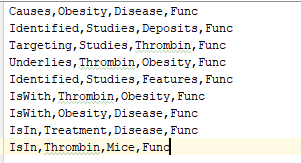 Causes,Obesity,Disease,Func
Identified,Studies,Deposits,Func
Targeting,Studies,Thrombin,Func
Underlies,Thrombin,Obesity,Func
Identified,Studies,Features,Func
IsWith,Thrombin,Obesity,Func
IsWith,Obesity,Disease,Func
IsIn,Treatment,Disease,Func
IsIn,Thrombin,Mice,Func